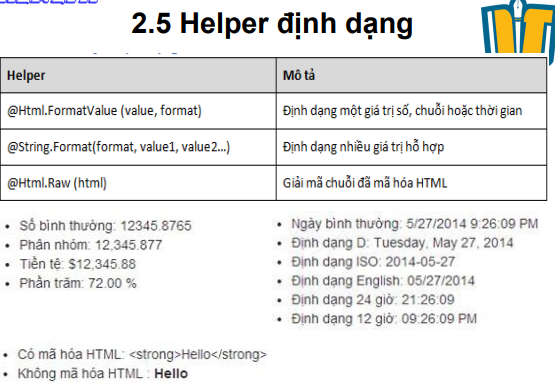 2.5 Helper định dạng
Helper
Mô tả
@Html.FormatValue (value, format)
Định dạng một giá trị số, chuỗi hoặc thời gian
@String.Format(format, value1, value2...)
Định dạng nhiều giá trị hỗ hợp
@Html.Raw (html)
Giải mã chuỗi đã mã hóa HTML
• Số bình thường: 12345.8765
• Phân nhóm: 12,345.877
• Tiền tệ: $12,345.88
• Phần trăm: 72.00 %
• Ngày bình thường: 5/27/2014 9:26:09 PM
• Định dạng D: Tuesday, May 27, 2014
• Định dạng ISO: 2014-05-27
• Định dạng English: 05/27/2014
• Định dạng 24 giờ: 21:26:09
• Định dạng 12 giờ: 09:26:09 PM
• Có mã hóa HTML: <strong>Hello</strong>
• Không mã hóa HTML : Hello